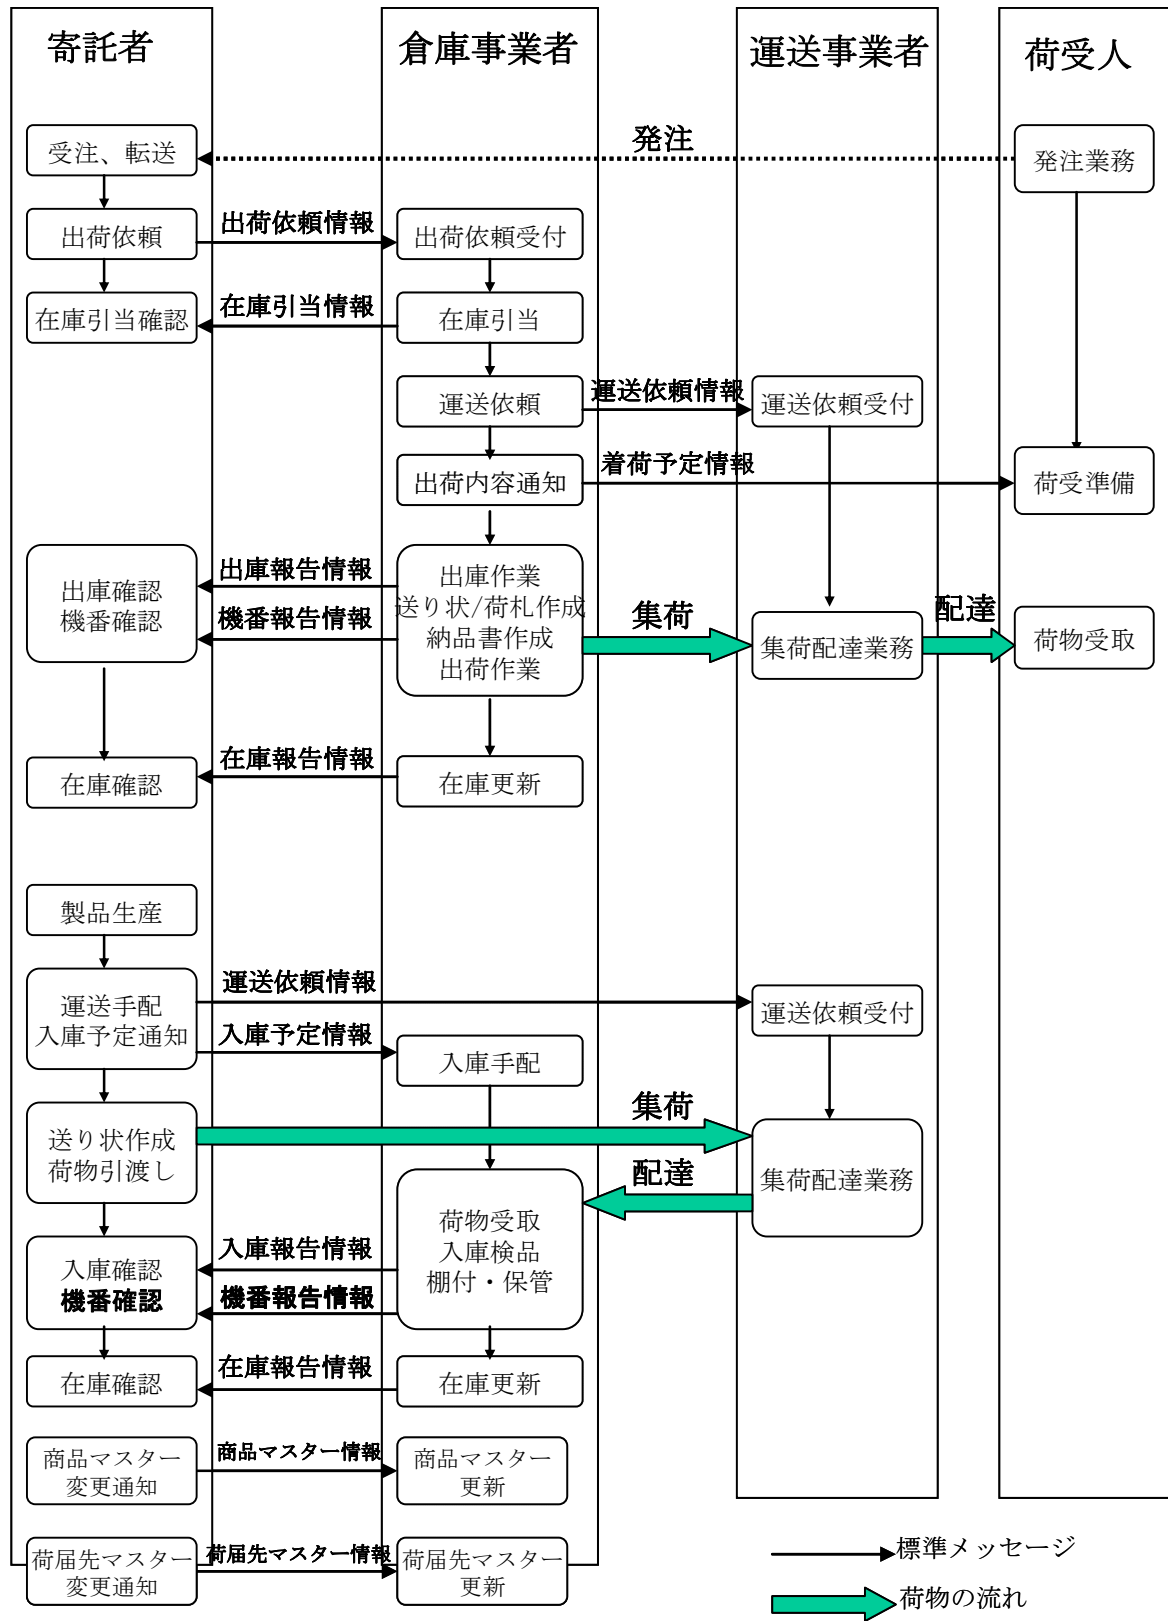 寄託者
倉庫事業者
運送事業者
荷受人
発注
受注、転送
発注業務
出荷依頼情報
出荷依頼
出荷依頼受付
在庫引当情報
在庫引当確認
在庫引当
運送依頼情報
運送依頼
運送依頼受付
着荷予定情報
出荷内容通知
荷受準備
出庫報告情報
機番報告情報
出庫確認
機番確認
出庫作業
送り状/荷札作成
納品書作成
出荷作業
集荷
集荷配達業務
配達
荷物受取
在庫報告情報
在庫確認
在庫更新
製品生産
運送依頼情報
運送手配
入庫予定通知
運送依頼受付
入庫予定情報
入庫手配
集荷
送り状作成
荷物引渡し
配達
集荷配達業務
荷物受取
入庫検品
棚付・保管
入庫報告情報
入庫確認
機番確認
機番報告情報
在庫報告情報
在庫確認
在庫更新
商品マスター情報
商品マスター
変更通知
商品マスター
更新
荷届先マスター情報
荷届先マスター
変更通知
荷届先マスター
更新
標準メッセージ
荷物の流れ